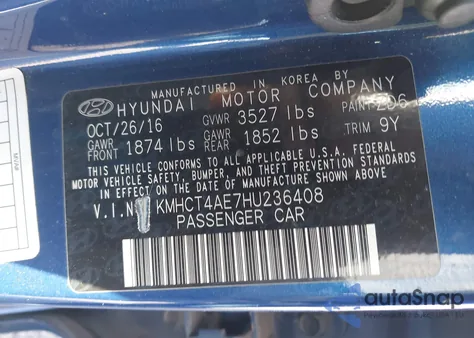 MANUFACTURED IN KOREA BY
HYUNDAI MOTOR COMPANY
OCT/26/16 GVWR 3527 lbs PAINT ZD6
GAWR FRONT 1874 lbs GAWR REAR 1852 lbs TRIM 9Y
THIS VEHICLE CONFORMS TO ALL APPLICABLE U.S.A. FEDERAL
MOTOR VEHICLE SAFETY, BUMPER, AND THEFT PREVENTION STANDARDS
IN EFFECT ON THE DATE OF MANUFACTURE SHOWN ABOVE.
V.I.N KMHCT4AE7HU236408
PASSENGER CAR
autoSnap